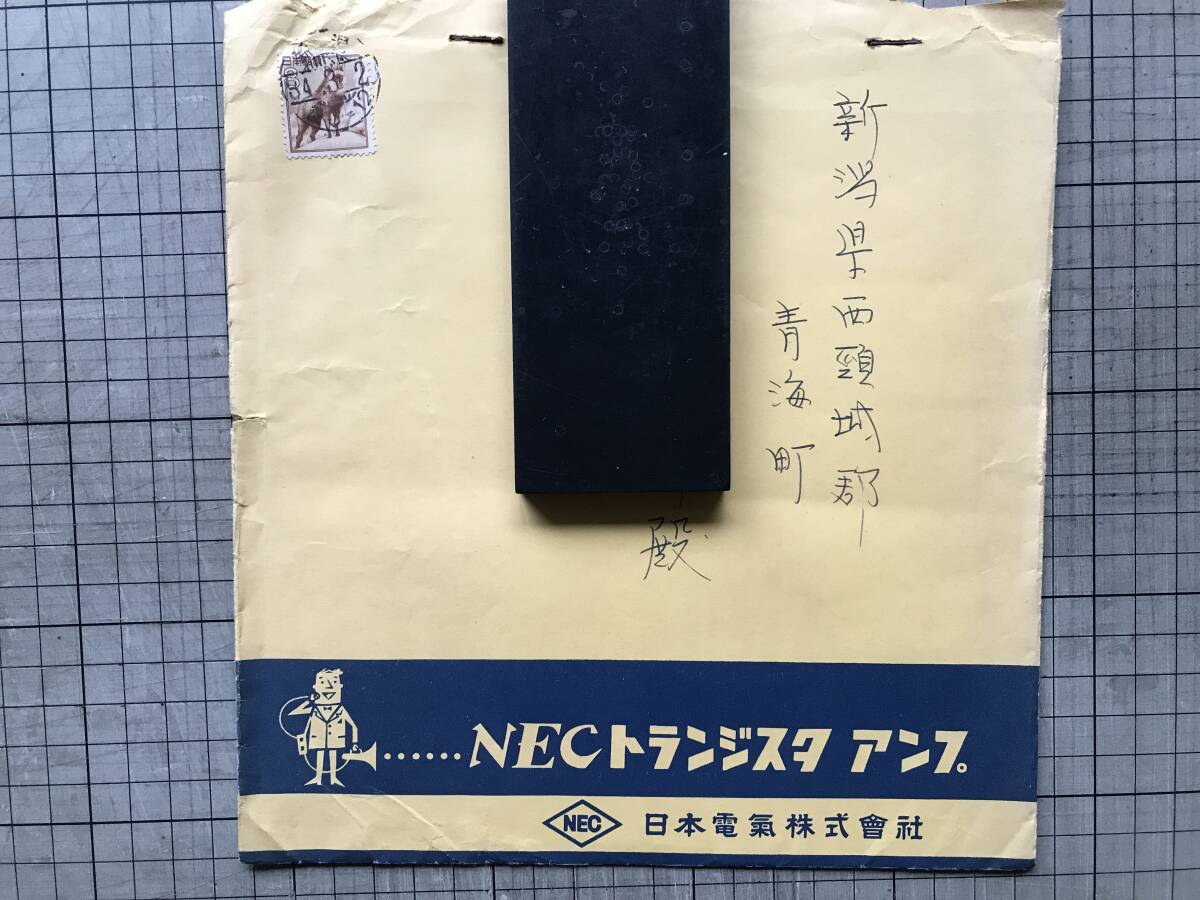 新潟県西頸城郡
青海町
殿
NECトランジスタ アンプ。
NEC 日本電氣株式會社